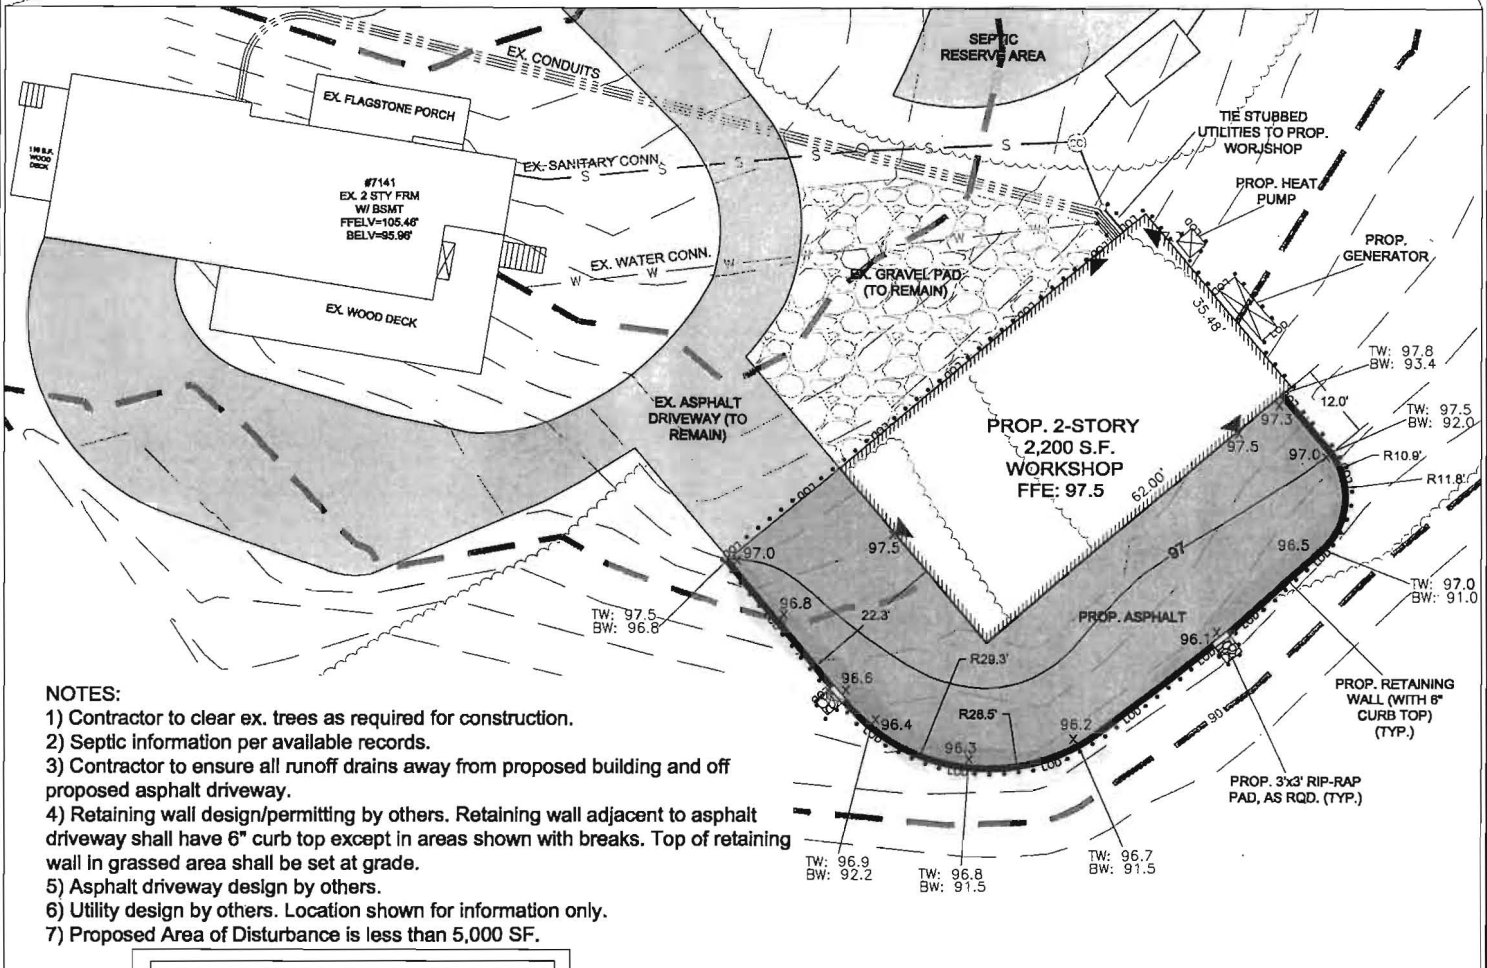 SEPTIC
RESERVE AREA
EX. CONDUITS
EX. FLAGSTONE PORCH
TIE STUBBED
UTILITIES TO PROP.
WORJSHOP
WOOD
DECK
EX. SANITARY CONN.
S
S
S
S
S
CO
#7141
EX. 2 STY FRM
W/ BSMT
FFELV=105.46'
BELV=95.96'
PROP. HEAT
PUMP
PROP.
GENERATOR
EX. WATER CONN.
W
W
W
W
W
W
EX. GRAVEL PAD
(TO REMAIN)
EX. WOOD DECK
35.48'
LOD
LOD
LOD
LOD
TW: 97.8
BW: 93.4
12.0'
EX. ASPHALT
DRIVEWAY (TO
REMAIN)
97.3
TW: 97.5
BW: 92.0
PROP. 2-STORY
2,200 S.F.
WORKSHOP
FFE: 97.5
97.5
97.0
R10.9'
R11.8'
62.00'
97.0
97.5
97
96.5
TW: 97.0
BW: 91.0
TW: 97.5
BW: 96.8
96.8
22.3'
PROP. ASPHALT
96.1
R29.3'
96.6
R28.5'
96.4
96.3
96.2
LOD
LOD
LOD
LOD
90
PROP. RETAINING
WALL (WITH 6"
CURB TOP)
(TYP.)
PROP. 3'x3' RIP-RAP
PAD, AS RQD. (TYP.)
TW: 96.9
BW: 92.2
TW: 96.8
BW: 91.5
TW: 96.7
BW: 91.5
NOTES:
1) Contractor to clear ex. trees as required for construction.
2) Septic information per available records.
3) Contractor to ensure all runoff drains away from proposed building and off
proposed asphalt driveway.
4) Retaining wall design/permitting by others. Retaining wall adjacent to asphalt
driveway shall have 6" curb top except in areas shown with breaks. Top of retaining
wall in grassed area shall be set at grade.
5) Asphalt driveway design by others.
6) Utility design by others. Location shown for information only.
7) Proposed Area of Disturbance is less than 5,000 SF.